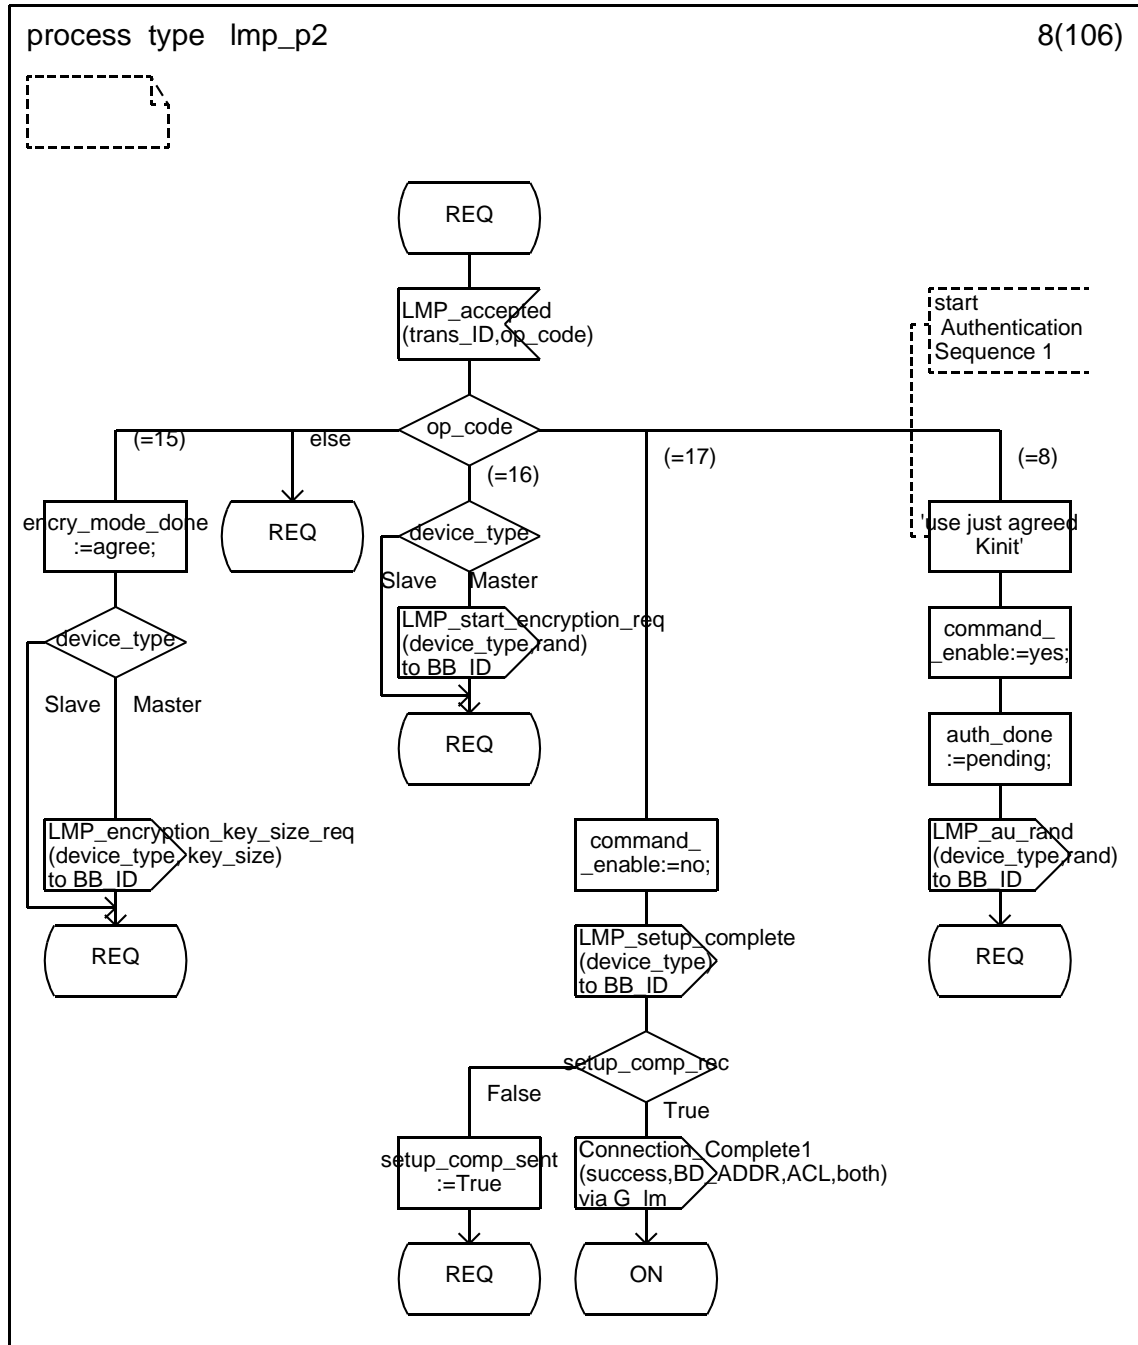 process type lmp_p2
8(106)
REQ
LMP_accepted
(trans_ID,op_code)
start
Authentication
Sequence 1
op_code
(=15)
else
(=16)
(=17)
(=8)
encry_mode_done
:=agree;
REQ
device_type
'use just agreed
Kinit'
Slave
Master
LMP_start_encryption_req
(device_type,rand)
to BB_ID
command_
_enable:=yes;
device_type
Slave
Master
REQ
auth_done
:=pending;
LMP_encryption_key_size_req
(device_type,key_size)
to BB_ID
command_
_enable:=no;
LMP_au_rand
(device_type,rand)
to BB_ID
REQ
LMP_setup_complete
(device_type)
to BB_ID
REQ
setup_comp_rec
False
True
setup_comp_sent
:=True
Connection_Complete1
(success,BD_ADDR,ACL,both)
via G_lm
REQ
ON